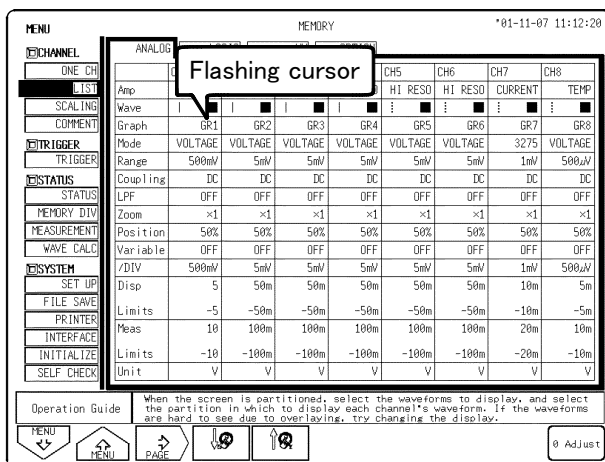 MENU MEMORY '01-11-07 11:12:20
CHANNEL
ONE CH
LIST
SCALING
COMMENT
TRIGGER
TRIGGER
STATUS
STATUS
MEMORY DIV
MEASUREMENT
WAVE CALC
SYSTEM
SET UP
FILE SAVE
PRINTER
INTERFACE
INITIALIZE
SELF CHECK
ANALOG
Flashing cursor
CH5 CH6 CH7 CH8
Amp HI RESO HI RESO CURRENT TEMP
Wave
Graph GR1 GR2 GR3 GR4 GR5 GR6 GR7 GR8
Mode VOLTAGE VOLTAGE VOLTAGE VOLTAGE VOLTAGE VOLTAGE 3275 VOLTAGE
Range 500mV 5mV 5mV 5mV 5mV 5mV 1mV 500μV
Coupling DC DC DC DC DC DC DC DC
LPF OFF OFF OFF OFF OFF OFF OFF OFF
Zoom ×1 ×1 ×1 ×1 ×1 ×1 ×1 ×1
Position 50% 50% 50% 50% 50% 50% 50% 50%
Variable OFF OFF OFF OFF OFF OFF OFF OFF
/DIV 500mV 5mV 5mV 5mV 5mV 5mV 1mV 500μV
Disp 5 50m 50m 50m 50m 50m 10m 5m
Limits -5 -50m -50m -50m -50m -50m -10m -5m
Meas 10 100m 100m 100m 100m 100m 20m 10m
Limits -10 -100m -100m -100m -100m -100m -20m -10m
Unit V V V V V V V V
Operation Guide
When the screen is partitioned, select the waveforms to display, and select
the partition in which to display each channel's waveform. If the waveforms
are hard to see due to overlaying, try changing the display.
MENU
MENU
PAGE
0 Adjust